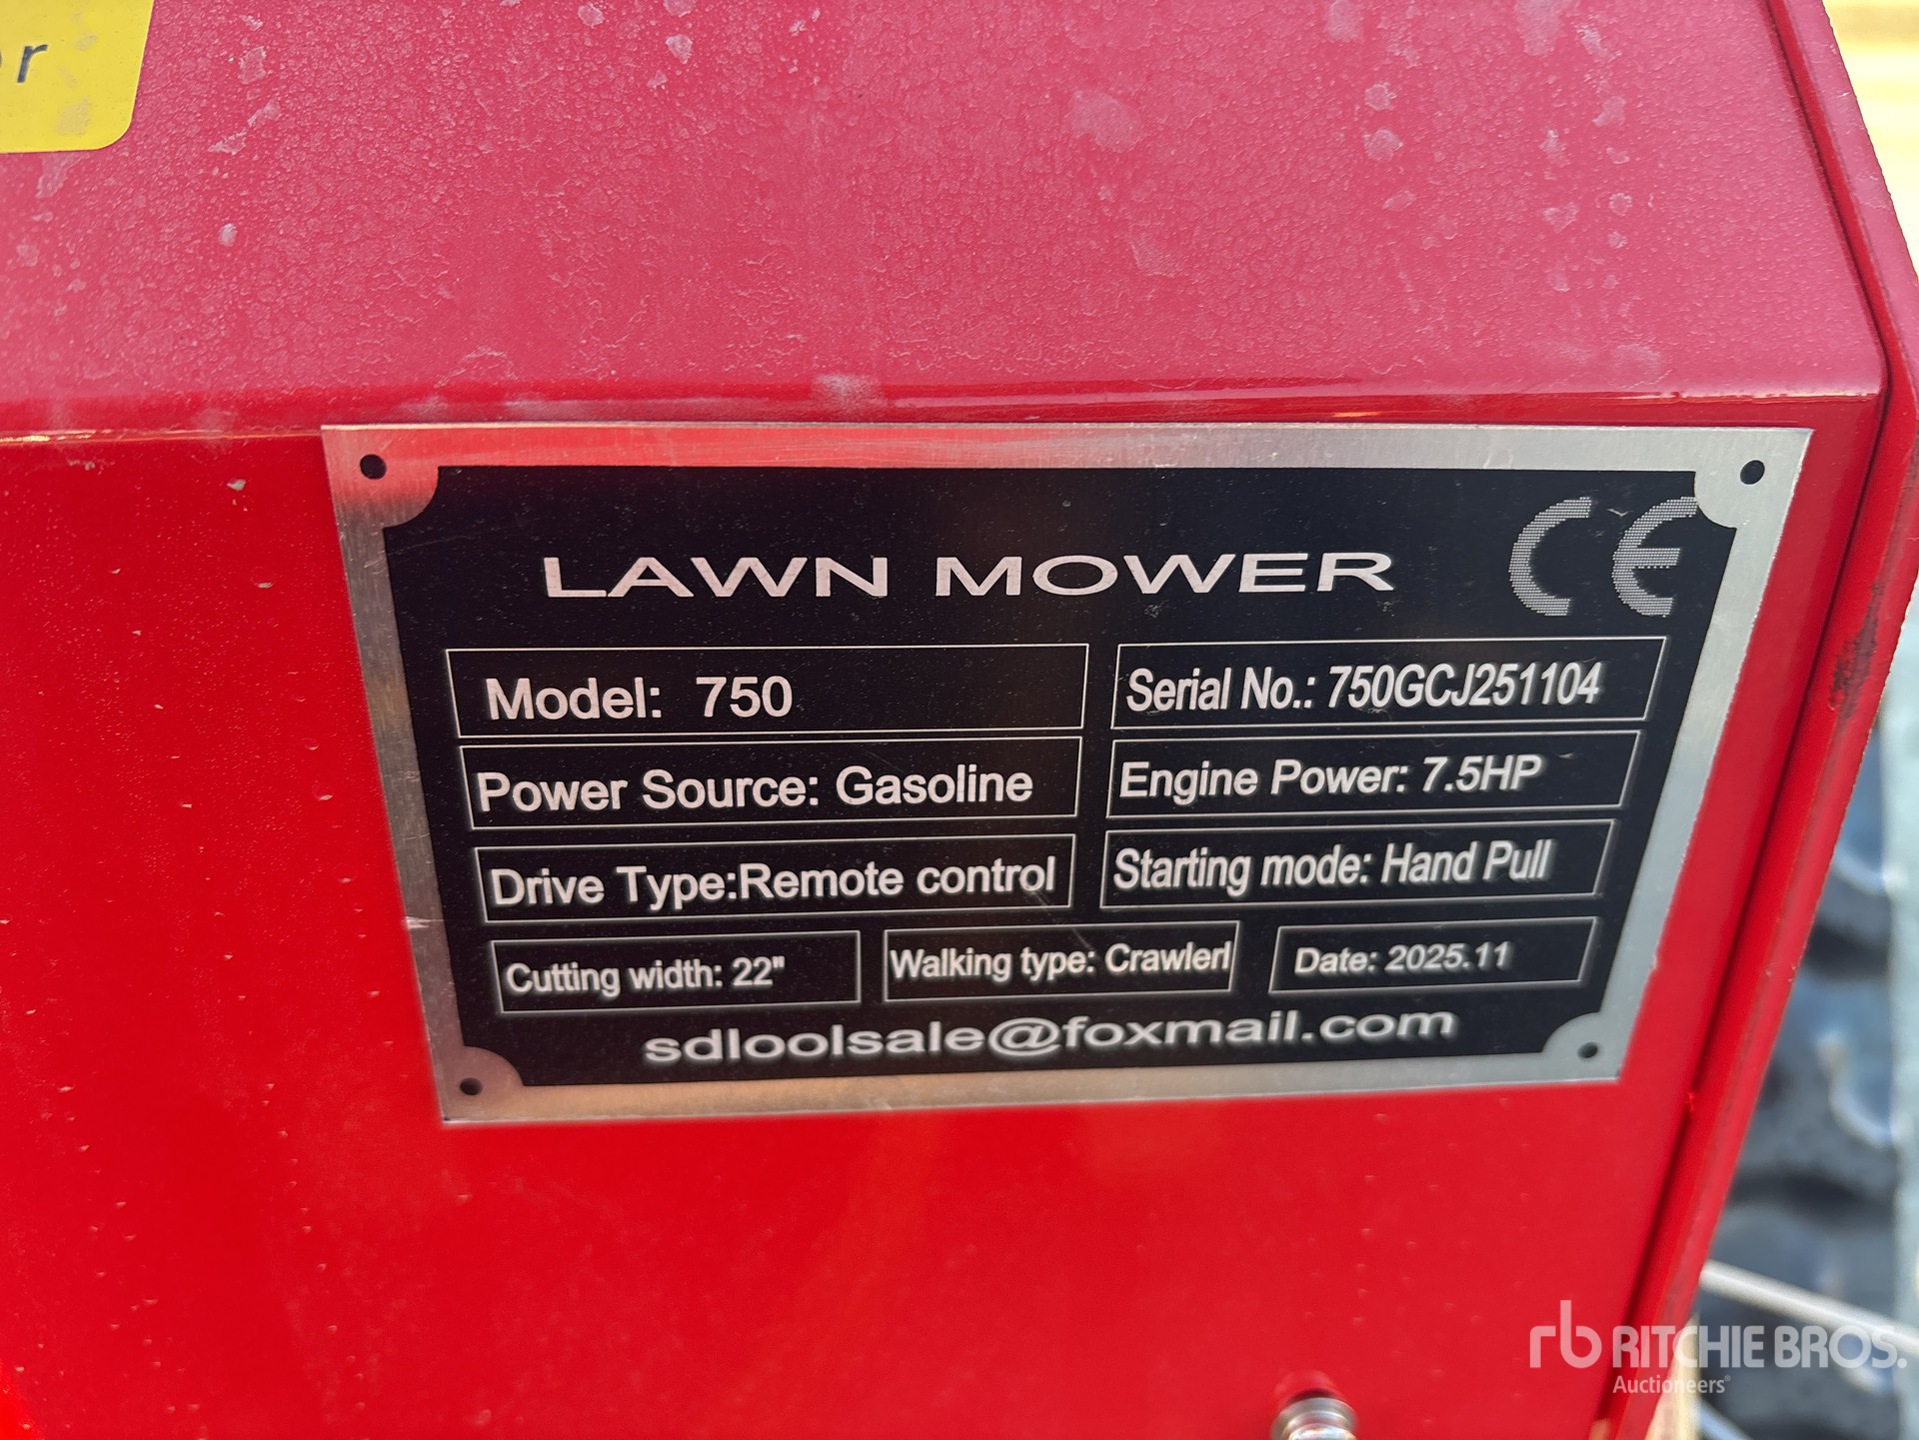 LAWN MOWER CE
Model: 750 Serial No.: 750GCJ251104
Power Source: Gasoline Engine Power: 7.5HP
Drive Type:Remote control Starting mode: Hand Pull
Cutting width: 22" Walking type: Crawlerl Date: 2025.11
sdloolsale@foxmail.com
rb RITCHIE BROS.
Auctioneers®